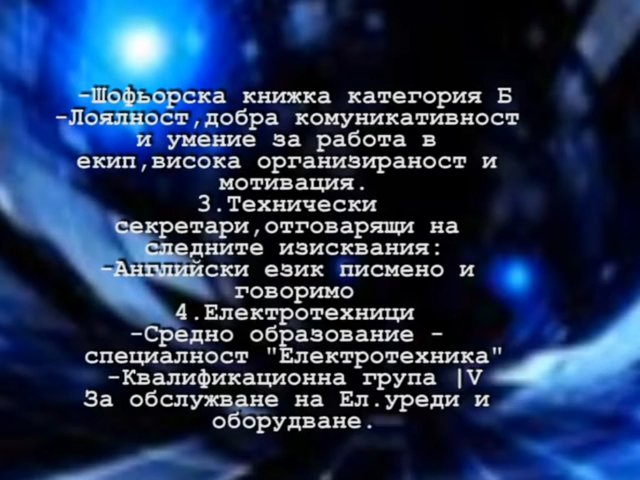 -Шофьорска книжка категория Б
-Лоялност,добра комуникативност
и умение за работа в
екип,висока организираност и
мотивация.
3.Технически
секретари,отговарящи на
следните изисквания:
-Английски език писмено и
говоримо
4.Електротехници
-Средно образование -
специалност "Електротехника"
-Квалификационна група |V
За обслужване на Ел.уреди и
оборудване.